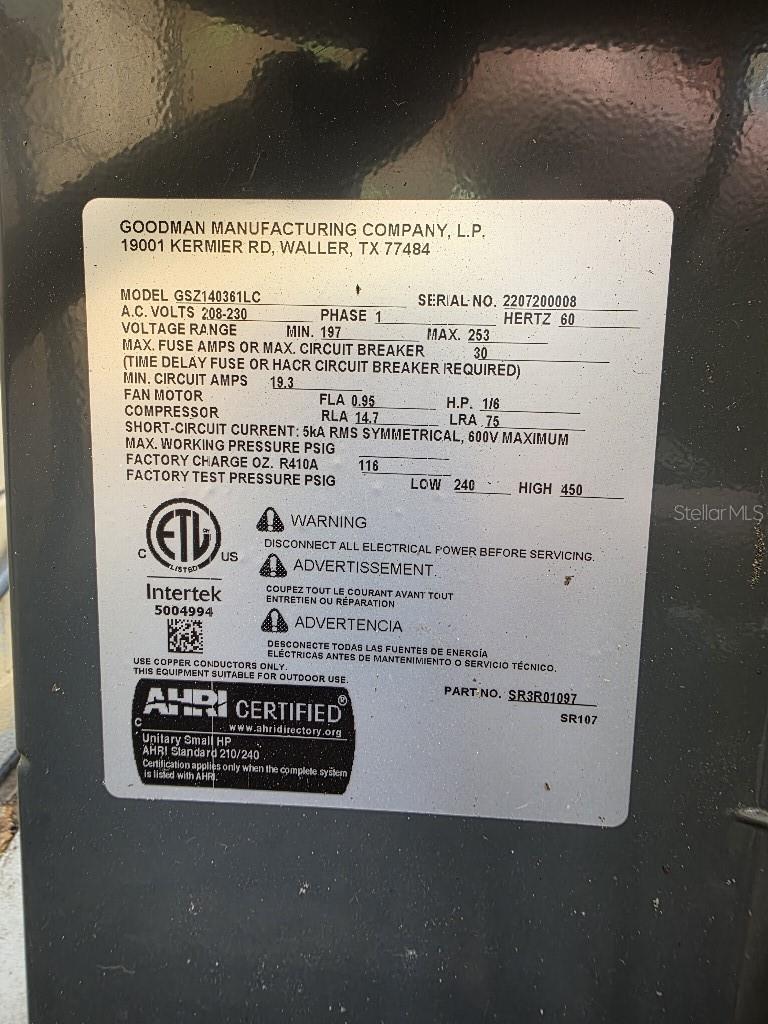 GOODMAN MANUFACTURING COMPANY, L.P.
19001 KERMIER RD, WALLER, TX 77484
MODEL GSZ140361LC SERIAL NO. 2207200008
A.C. VOLTS 208-230 PHASE 1 HERTZ 60
VOLTAGE RANGE MIN. 197 MAX. 253
MAX. FUSE AMPS OR MAX. CIRCUIT BREAKER 30
(TIME DELAY FUSE OR HACR CIRCUIT BREAKER REQUIRED)
MIN. CIRCUIT AMPS 19.3
FAN MOTOR FLA 0.95 H.P. 1/6
COMPRESSOR RLA 14.7 LRA 75
SHORT-CIRCUIT CURRENT: 5kA RMS SYMMETRICAL, 600V MAXIMUM
MAX. WORKING PRESSURE PSIG
FACTORY CHARGE OZ. R410A 116
FACTORY TEST PRESSURE PSIG LOW 240 HIGH 450
StellarMLS
C ETL US
LISTED
Intertek
5004994
WARNING
DISCONNECT ALL ELECTRICAL POWER BEFORE SERVICING.
ADVERTISSEMENT
COUPEZ TOUT LE COURANT AVANT TOUT
ENTRETIEN OU RÉPARATION
ADVERTENCIA
DESCONECTE TODAS LAS FUENTES DE ENERGÍA
ELÉCTRICAS ANTES DE MANTENIMIENTO O SERVICIO TÉCNICO.
USE COPPER CONDUCTORS ONLY.
THIS EQUIPMENT SUITABLE FOR OUTDOOR USE.
PART NO. SR3R01097
SR107
AHRI CERTIFIED®
C www.ahridirectory.org
Unitary Small HP
AHRI Standard 210/240
Certification applies only when the complete system
is listed with AHRI.